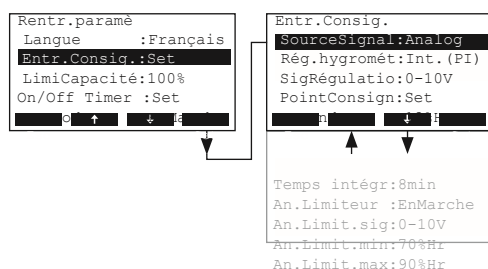 Rentr.paramè
Langue :Français
Entr.Consig.:Set
LimiCapacité:100%
On/Off Timer :Set
Entr.Consig.
SourceSignal:Analog
Rég.hygromét:Int.(PI)
SigRégulatio:0-10V
PointConsign:Set
Temps intégr:8min
An.Limiteur :EnMarche
An.Limit.sig:0-10V
An.Limit.min:70%Hr
An.Limit.max:90%Hr